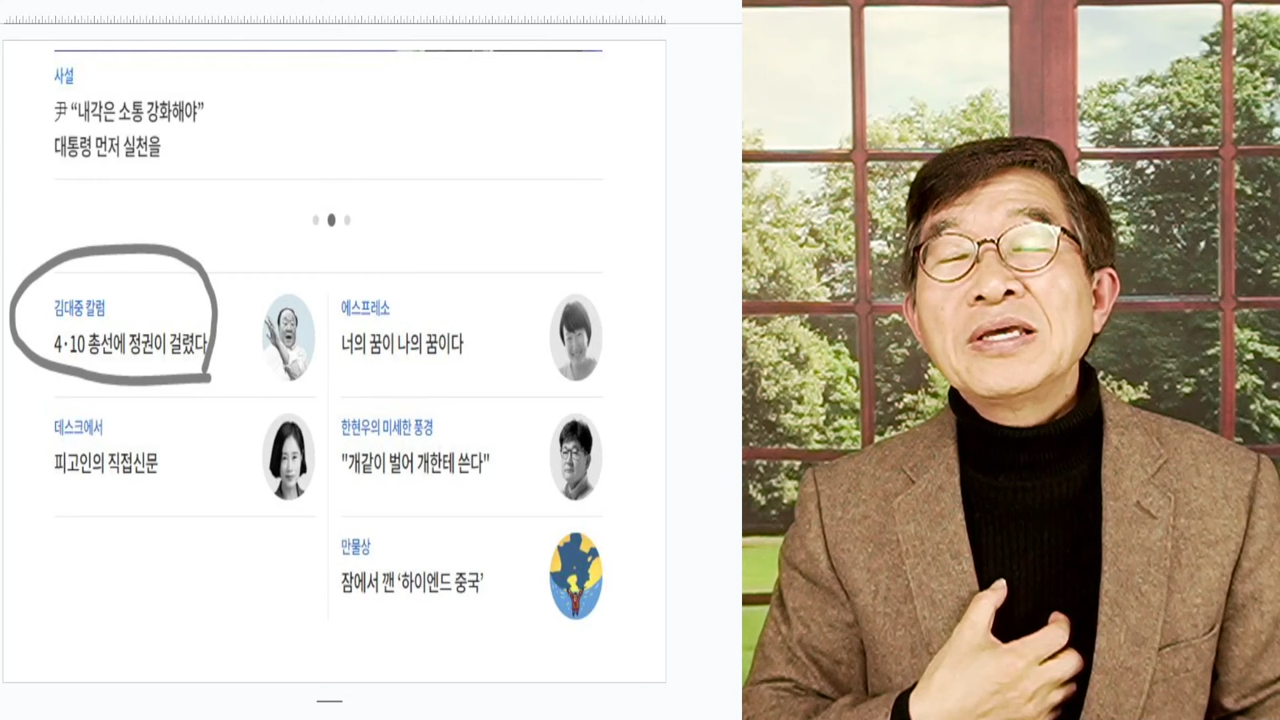 사설
尹 “내각은 소통 강화해야”
대통령 먼저 실천을
김대중 칼럼
4·10 총선에 정권이 걸렸다
데스크에서
피고인의 직접신문
에스프레소
너의 꿈이 나의 꿈이다
한현우의 미세한 풍경
"개같이 벌어 개한테 쓴다"
만물상
잠에서 깬 ‘하이엔드 중국’